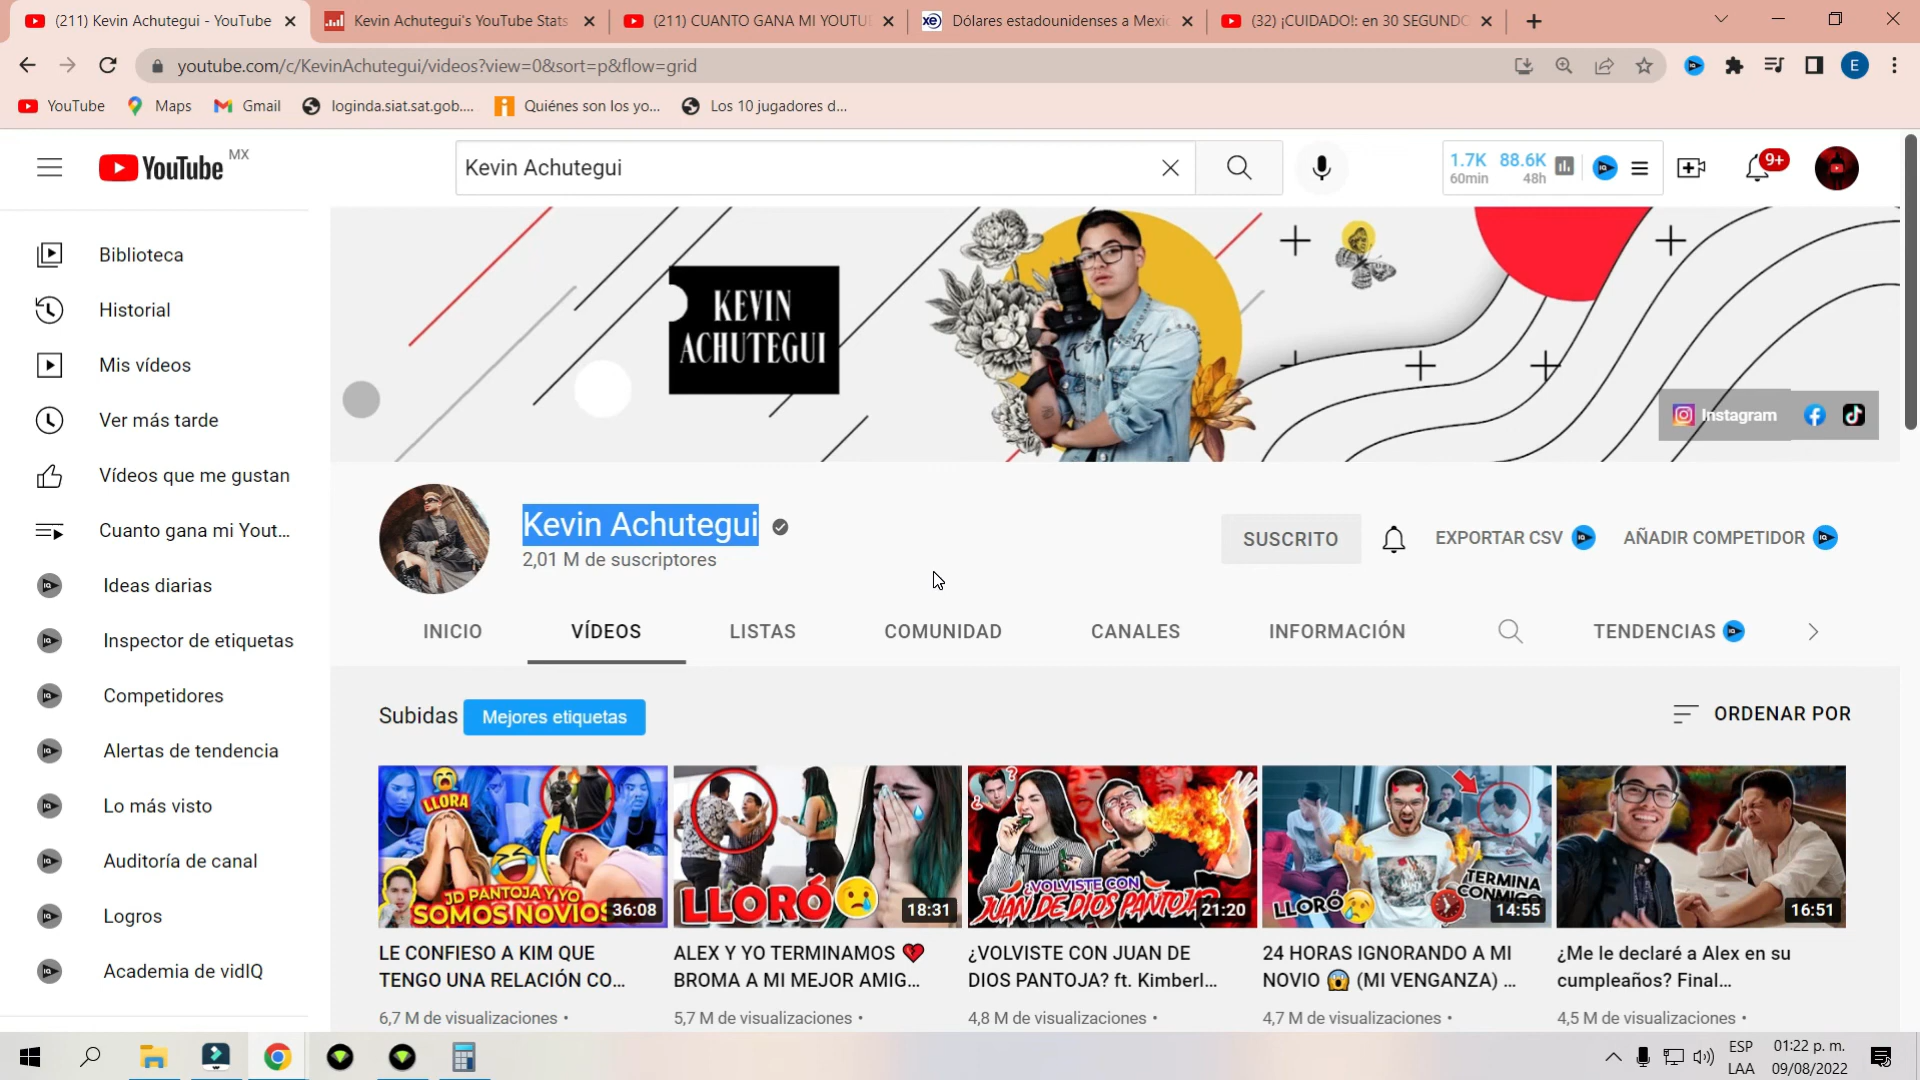 (211) Kevin Achutegui - YouTube
Kevin Achutegui's YouTube Stats
(211) CUANTO GANA MI YOUTU
Dólares estadounidenses a Mexic
(32) ¡CUIDADO!: en 30 SEGUNDO
youtube.com/c/KevinAchutegui/videos?view=0&sort=p&flow=grid
E
YouTube
Maps
Gmail
loginda.siat.sat.gob....
Quiénes son los yo...
Los 10 jugadores d...
YouTube MX
Kevin Achutegui
1.7K 88.6K
60min 48h
9+
Biblioteca
Historial
Mis vídeos
Ver más tarde
Vídeos que me gustan
Cuanto gana mi Yout...
Ideas diarias
Inspector de etiquetas
Competidores
Alertas de tendencia
Lo más visto
Auditoría de canal
Logros
Academia de vidIQ
KEVIN
ACHUTEGUI
Instagram
Kevin Achutegui
2,01 M de suscriptores
SUSCRITO
EXPORTAR CSV
AÑADIR COMPETIDOR
INICIO
VÍDEOS
LISTAS
COMUNIDAD
CANALES
INFORMACIÓN
TENDENCIAS
Subidas
Mejores etiquetas
ORDENAR POR
LLORA
JD PANTOJA Y YO
SOMOS NOVIOS
36:08
LE CONFIESO A KIM QUE
TENGO UNA RELACIÓN CO...
6,7 M de visualizaciones •
LLORÓ
18:31
ALEX Y YO TERMINAMOS 💔
BROMA A MI MEJOR AMIG...
5,7 M de visualizaciones •
¿VOLVISTE CON
JUAN DE DIOS PANTOJA?
21:20
¿VOLVISTE CON JUAN DE
DIOS PANTOJA? ft. Kimberl...
4,8 M de visualizaciones •
LLORÓ
TERMINA
CONMIGO
14:55
24 HORAS IGNORANDO A MI
NOVIO 😱 (MI VENGANZA) ...
4,7 M de visualizaciones •
16:51
¿Me le declaré a Alex en su
cumpleaños? Final...
4,5 M de visualizaciones •
ESP
LAA
01:22 p. m.
09/08/2022